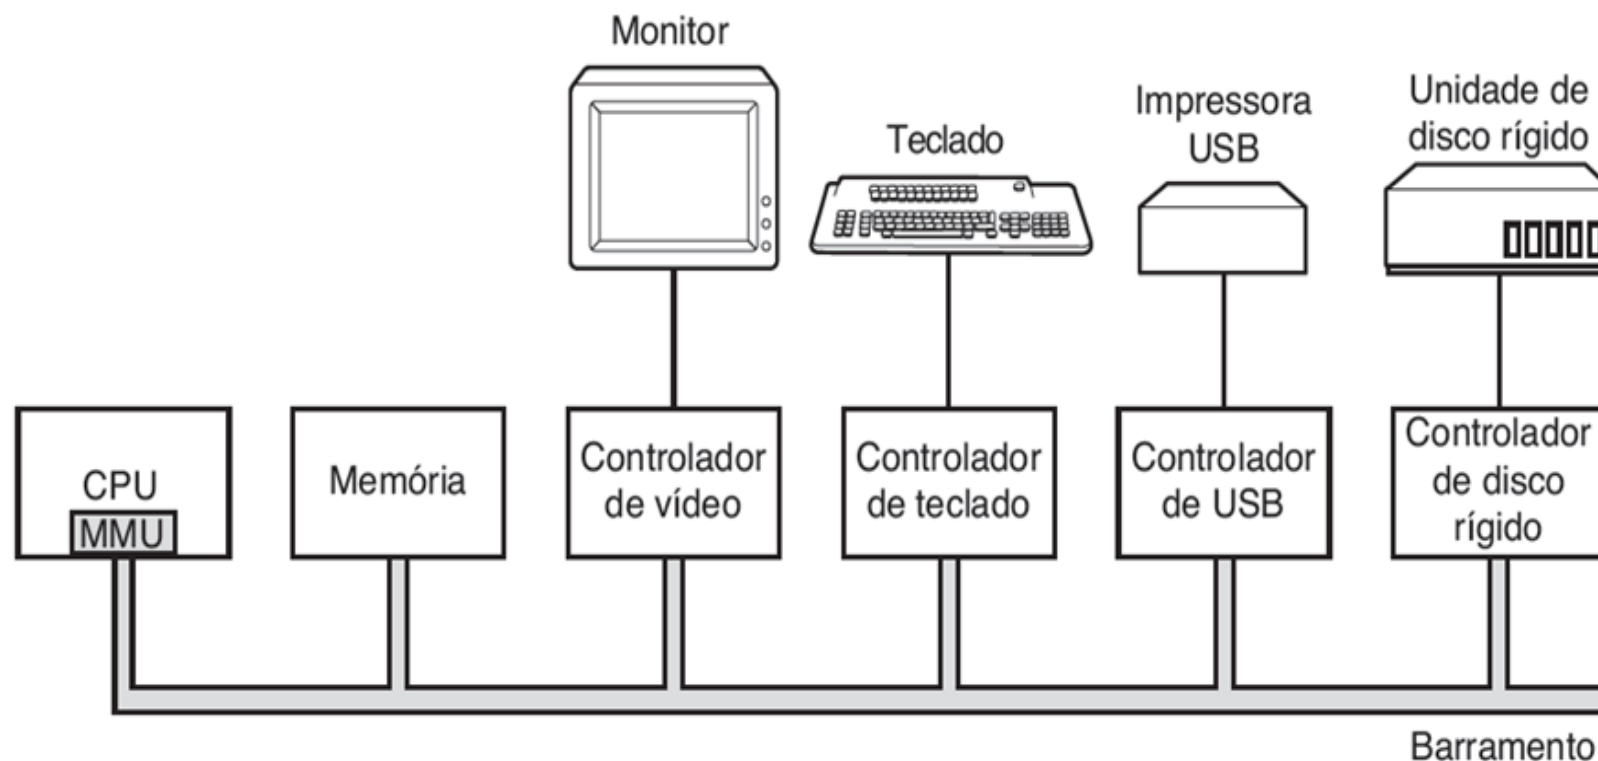 Monitor
Teclado
Impressora
USB
Unidade de
disco rígido
CPU
MMU
Memória
Controlador
de vídeo
Controlador
de teclado
Controlador
de USB
Controlador
de disco
rígido
Barramento